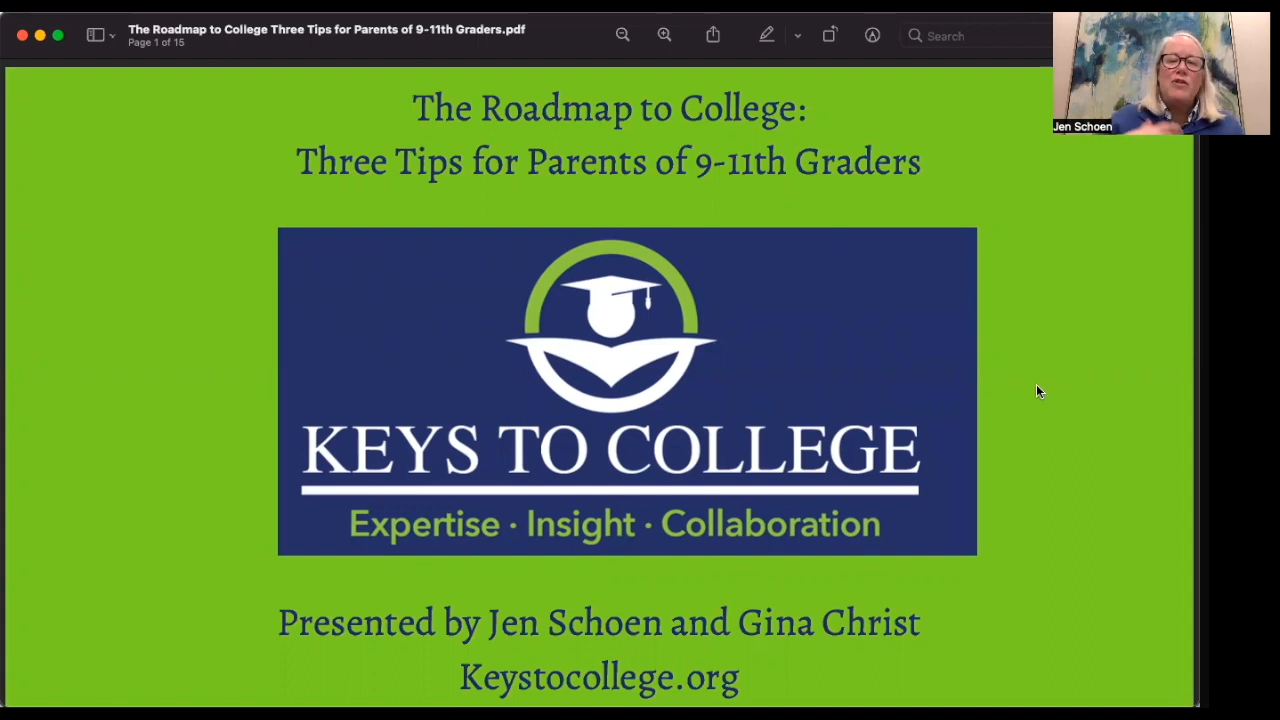 The Roadmap to College Three Tips for Parents of 9-11th Graders.pdf
Page 1 of 15
Search
Jen Schoen
The Roadmap to College:
Three Tips for Parents of 9-11th Graders
KEYS TO COLLEGE
Expertise · Insight · Collaboration
Presented by Jen Schoen and Gina Christ
Keystocollege.org